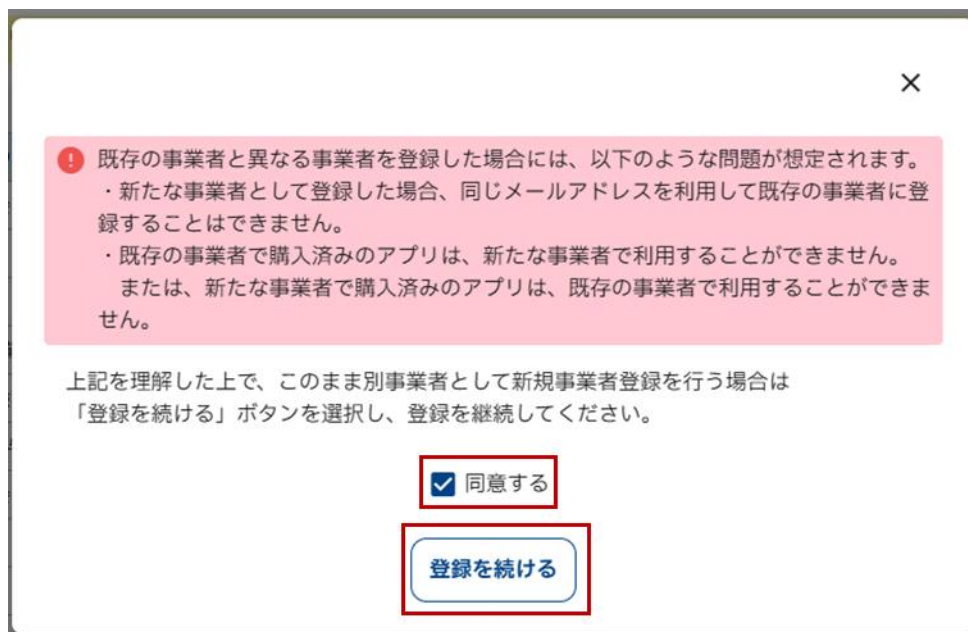 既存の事業者と異なる事業者を登録した場合には、以下のような問題が想定されます。
・新たな事業者として登録した場合、同じメールアドレスを利用して既存の事業者に登
録することはできません。
・既存の事業者で購入済みのアプリは、新たな事業者で利用することができません。
または、新たな事業者で購入済みのアプリは、既存の事業者で利用することができま
せん。
上記を理解した上で、このまま別事業者として新規事業者登録を行う場合は
「登録を続ける」ボタンを選択し、登録を継続してください。
同意する
登録を続ける